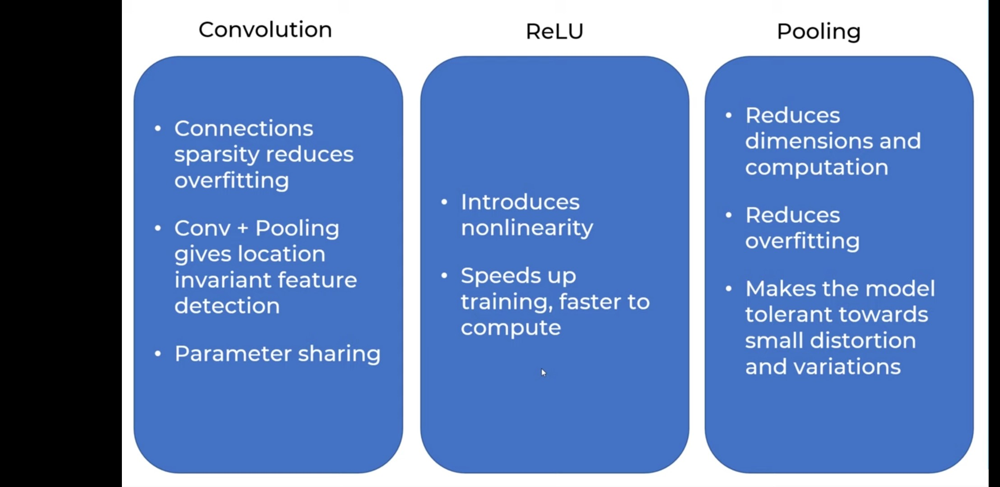 Convolution
• Connections
sparsity reduces
overfitting
• Conv + Pooling
gives location
invariant feature
detection
• Parameter sharing
ReLU
• Introduces
nonlinearity
• Speeds up
training, faster to
compute
Pooling
• Reduces
dimensions and
computation
• Reduces
overfitting
• Makes the model
tolerant towards
small distortion
and variations